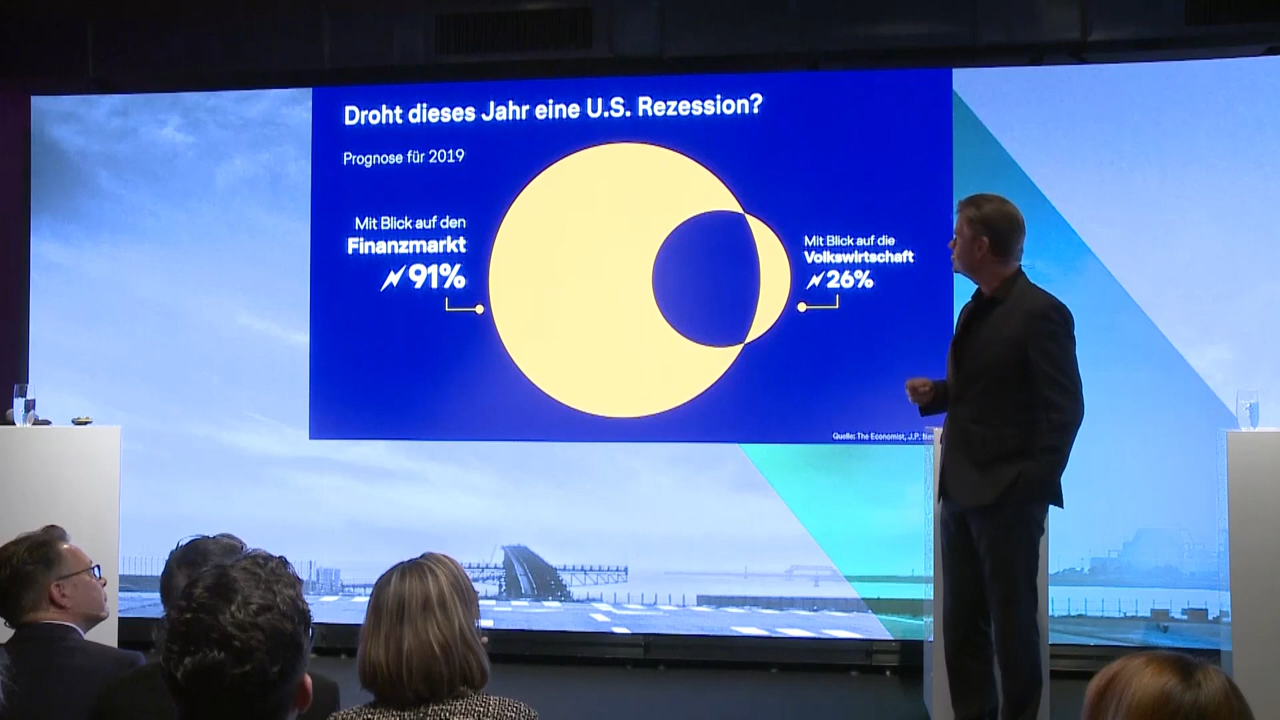 Droht dieses Jahr eine U.S. Rezession?
Prognose für 2019
Mit Blick auf den
Finanzmarkt
91%
Mit Blick auf die
Volkswirtschaft
26%
Quelle: The Economist, J.P.